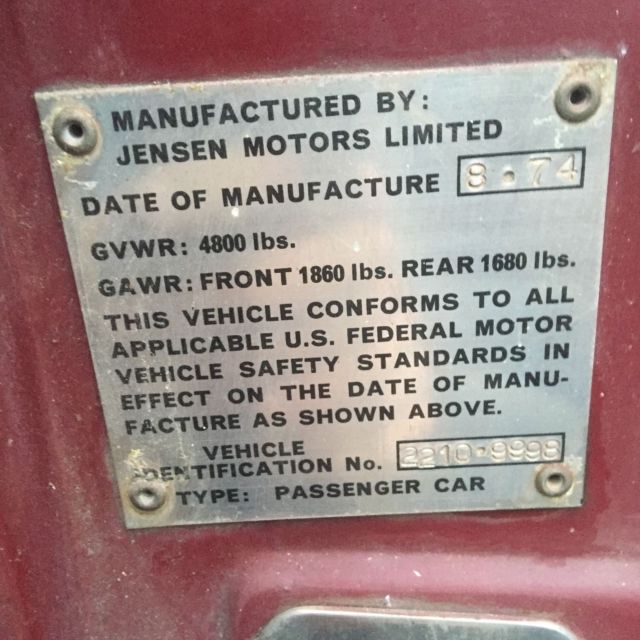 MANUFACTURED BY:
JENSEN MOTORS LIMITED
DATE OF MANUFACTURE 8•74
GVWR: 4800 lbs.
GAWR: FRONT 1860 lbs. REAR 1680 lbs.
THIS VEHICLE CONFORMS TO ALL
APPLICABLE U.S. FEDERAL MOTOR
VEHICLE SAFETY STANDARDS IN
EFFECT ON THE DATE OF MANU-
FACTURE AS SHOWN ABOVE.
VEHICLE
IDENTIFICATION No. 2210•9998
TYPE: PASSENGER CAR